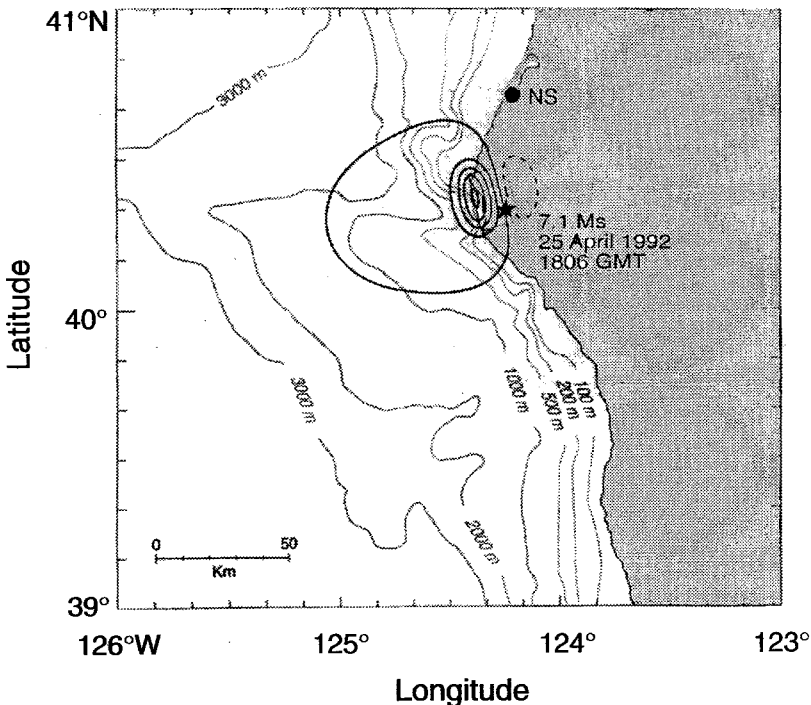 41°N
3000 m
NS
7.1 Ms
25 April 1992
1806 GMT
Latitude
40°
3000 m
1000 m
500 m
200 m
100 m
2000 m
0 50
Km
39°
126°W 125° 124° 123°
Longitude